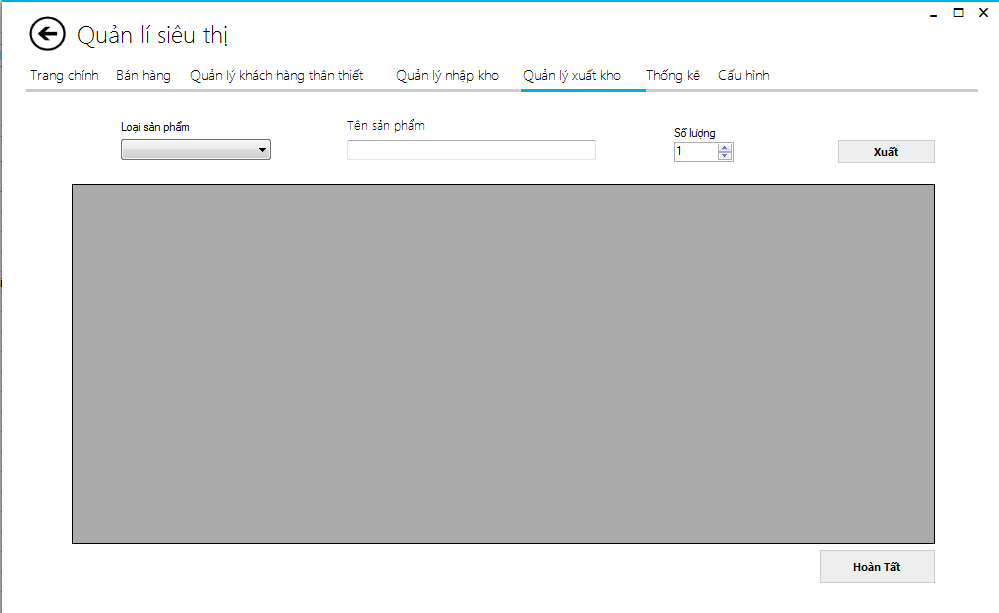 Quản lí siêu thị
Trang chính Bán hàng Quản lý khách hàng thân thiết Quản lý nhập kho Quản lý xuất kho Thống kê Cấu hình
Loại sản phẩm Tên sản phẩm Số lượng
1 Xuất
Hoàn Tất